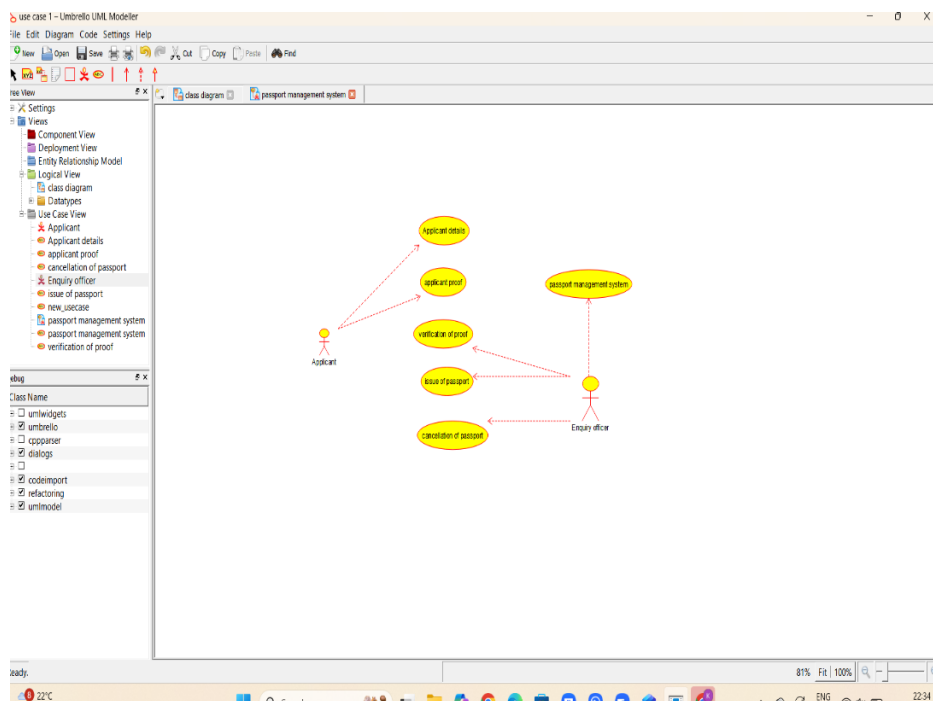 use case 1 – Umbrello UML Modeller
File Edit Diagram Code Settings Help
New Open Save Cut Copy Paste Find
ree View
class diagram
passport management system
Settings
Views
Component View
Deployment View
Entity Relationship Model
Logical View
class diagram
Datatypes
Use Case View
Applicant
Applicant details
applicant proof
cancellation of passport
Enquiry officer
issue of passport
new_usecase
passport management system
passport management system
verification of proof
ebug
Class Name
umlwidgets
umbrello
cppparser
dialogs
codeimport
refactoring
umlmodel
Applicant details
applicant proof
passport management system
verification of proof
Applicant
issue of passport
Enquiry officer
cancellation of passport
eady.
81% Fit 100%
22°C
ENG
22:34